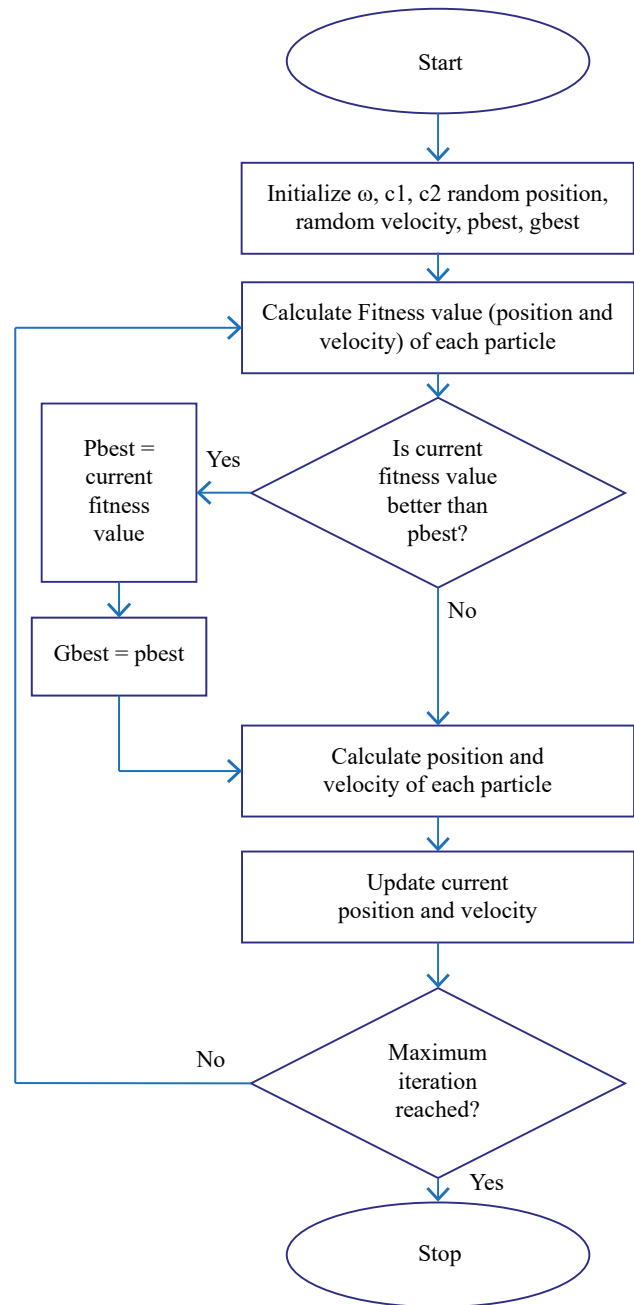 Start
Initialize ω, c1, c2 random position,
ramdom velocity, pbest, gbest
Calculate Fitness value (position and
velocity) of each particle
Is current
fitness value
better than
pbest?
Yes
Pbest =
current
fitness
value
Gbest = pbest
No
Calculate position and
velocity of each particle
Update current
position and velocity
Maximum
iteration
reached?
No
Yes
Stop